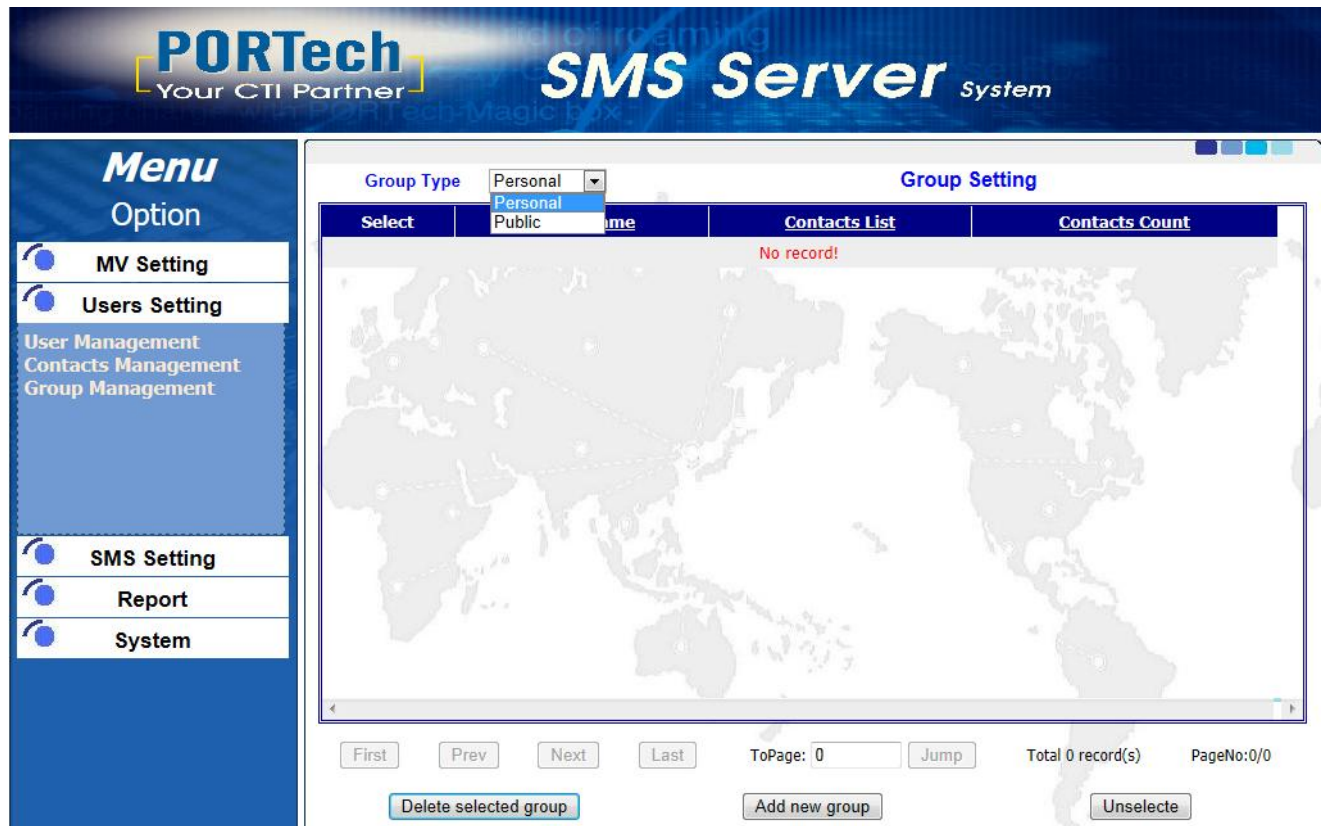 PORTech
Your CTI Partner
SMS Server System
Menu
Option
MV Setting
Users Setting
User Management
Contacts Management
Group Management
SMS Setting
Report
System
Group Type Personal Group Setting
Personal
Public
Select Contacts List Contacts Count
No record!
First Prev Next Last ToPage: 0 Jump Total 0 record(s) PageNo:0/0
Delete selected group Add new group Unselecte